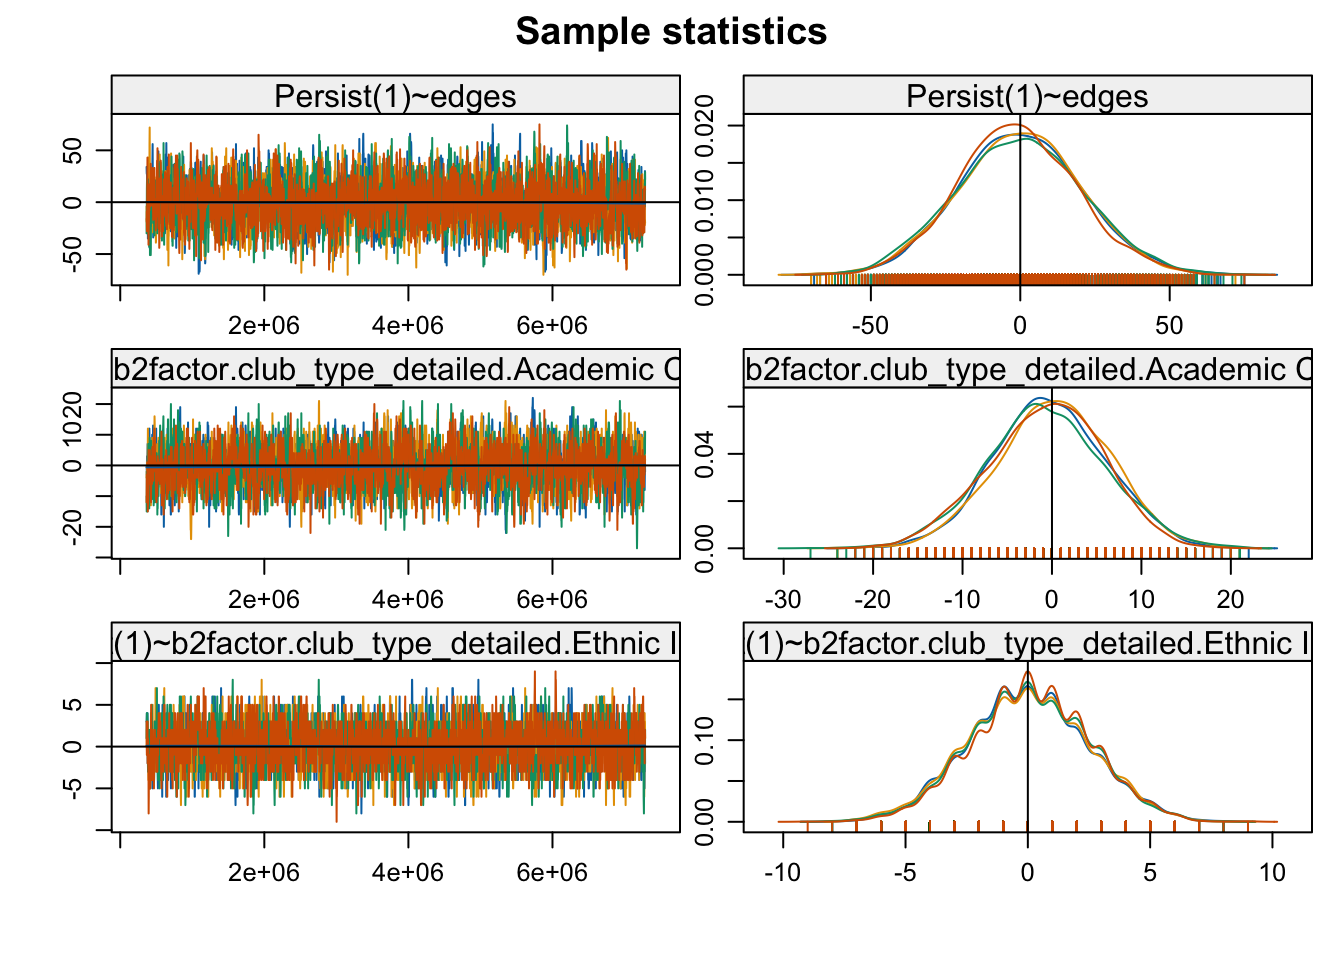 Sample statistics
Persist(1)~edges
Persist(1)~edges
-50 0 50
0.000 0.010 0.020
2e+06 4e+06 6e+06
-50 0 50
b2factor.club_type_detailed.Academic C
b2factor.club_type_detailed.Academic C
-20 0 10 20
0.00 0.04
2e+06 4e+06 6e+06
-30 -20 -10 0 10 20
(1)~b2factor.club_type_detailed.Ethnic I
(1)~b2factor.club_type_detailed.Ethnic I
-5 0 5
0.00 0.10
2e+06 4e+06 6e+06
-10 -5 0 5 10